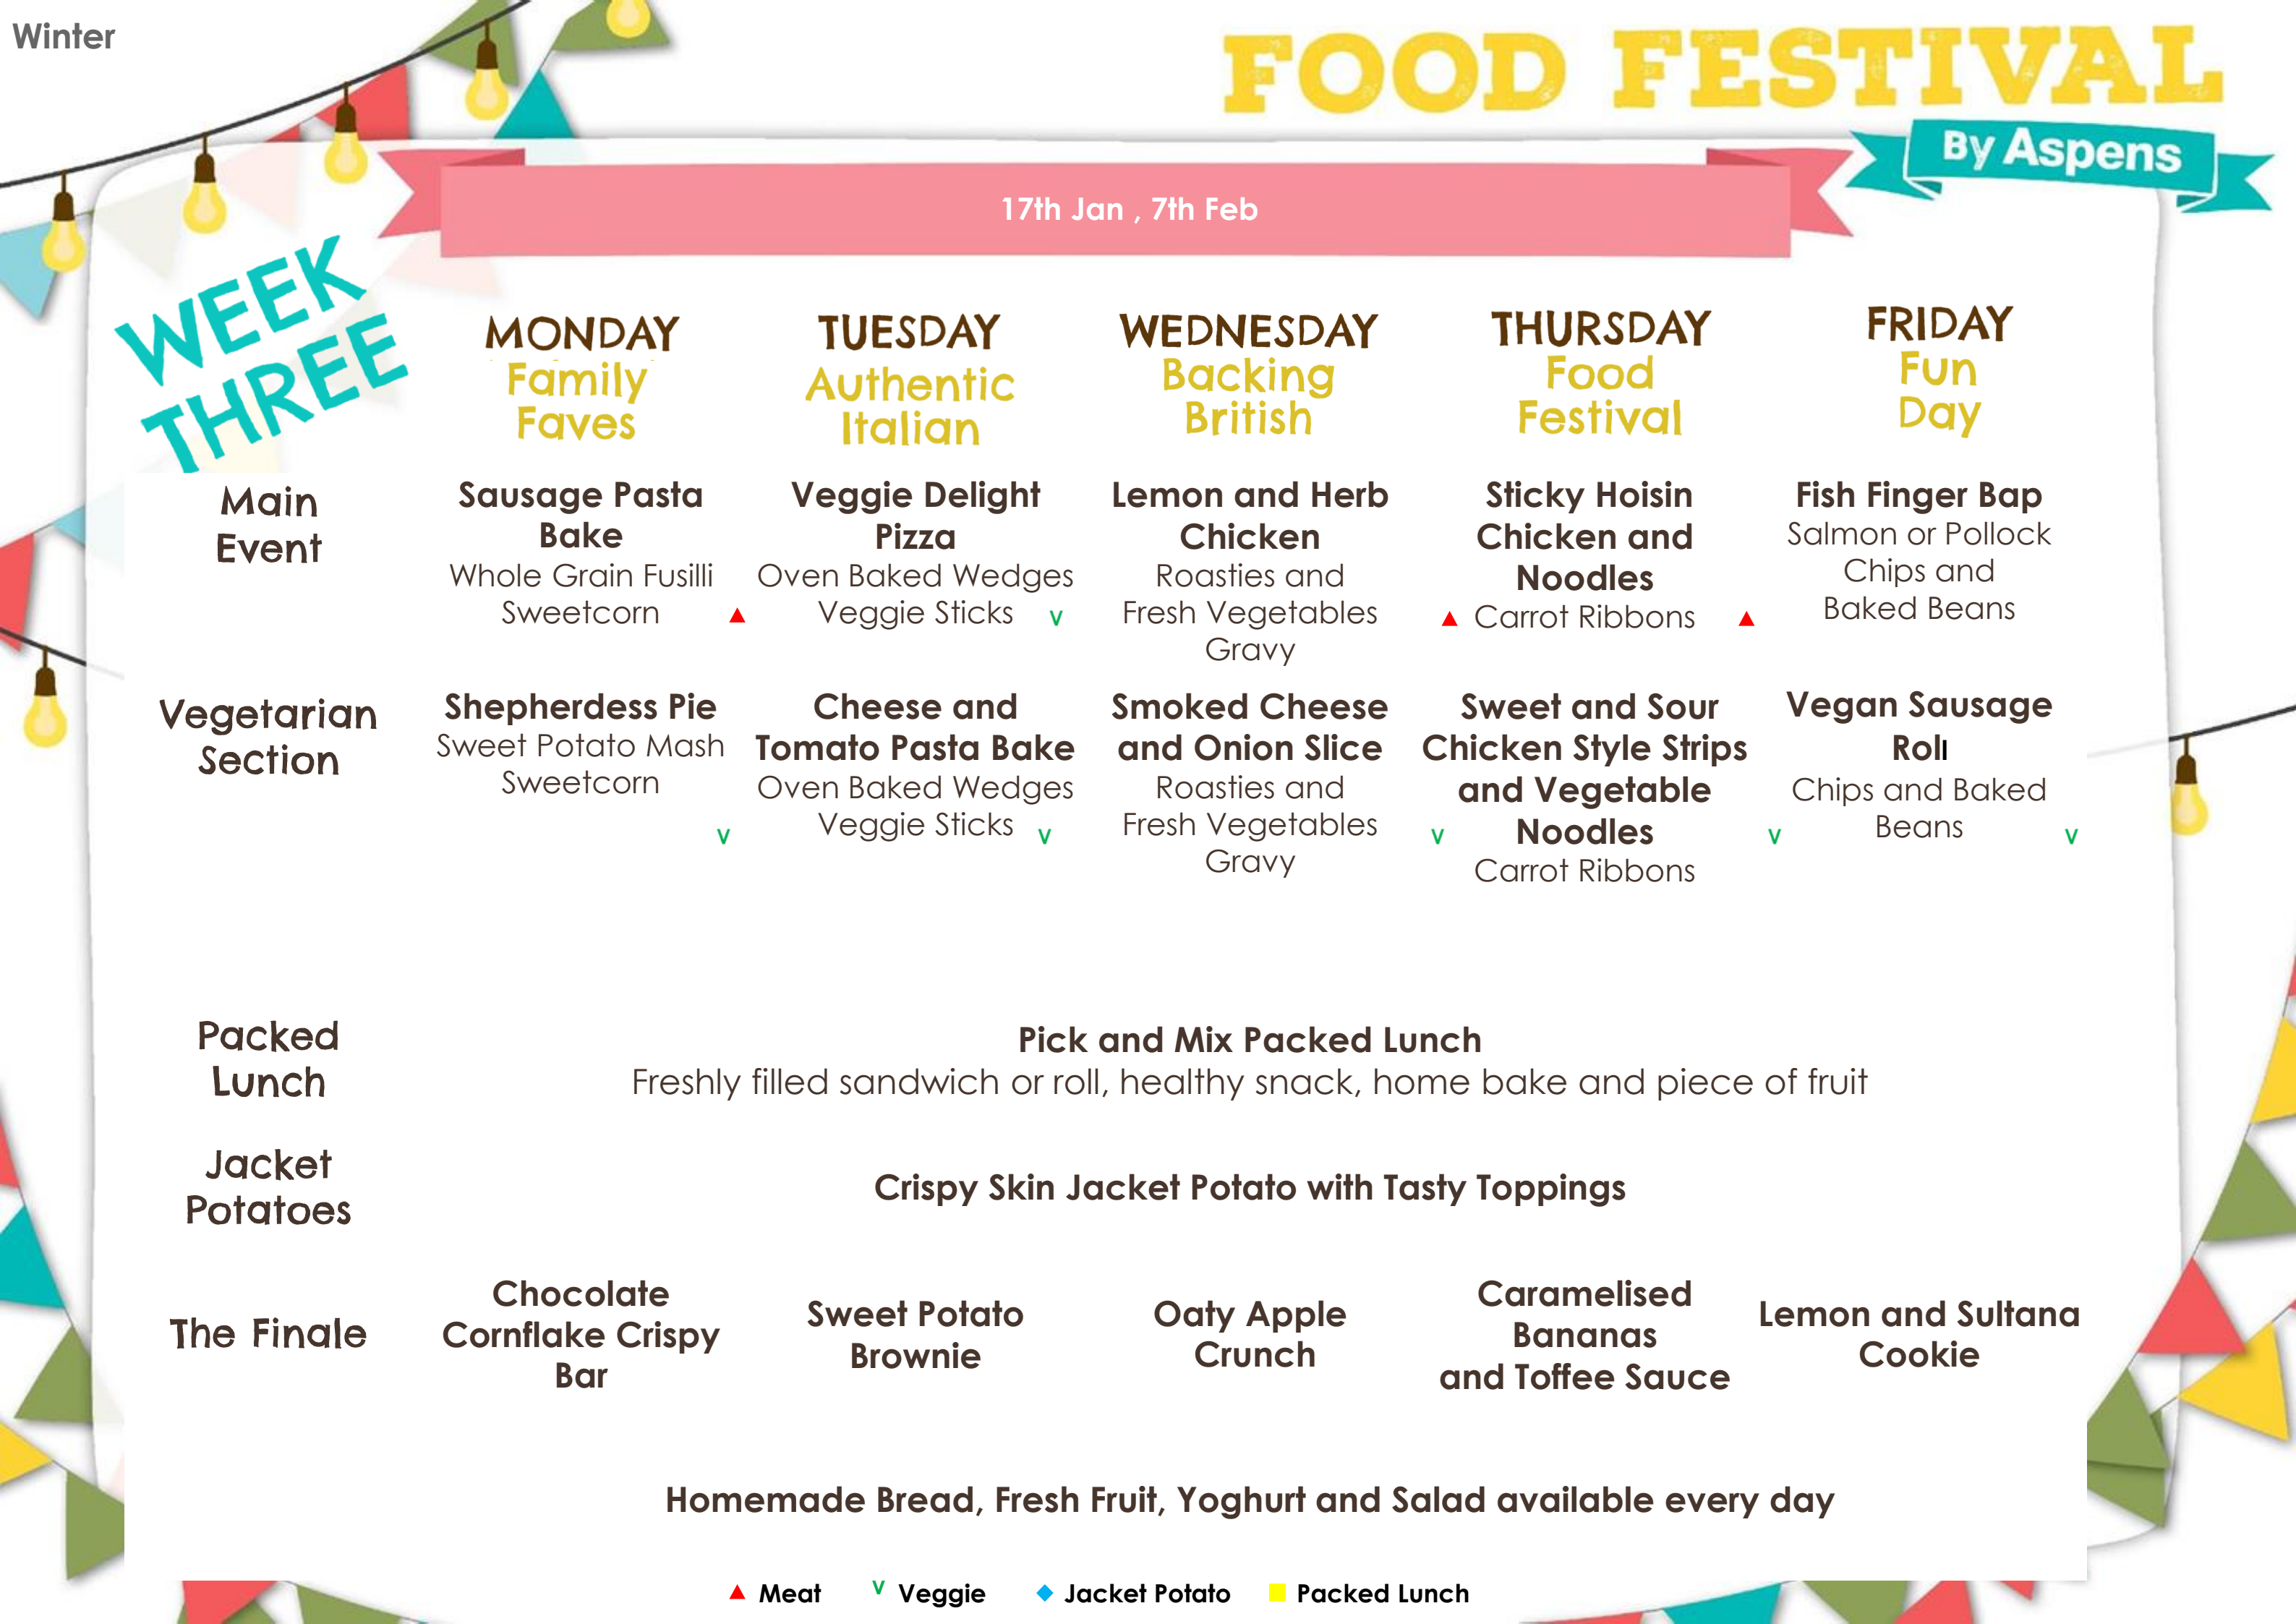 Winter
FOOD FESTIVAL
By Aspens
17th Jan , 7th Feb
WEEK
THREE
MONDAY
Family
Faves
TUESDAY
Authentic
Italian
WEDNESDAY
Backing
British
THURSDAY
Food
Festival
FRIDAY
Fun
Day
Main
Event
Sausage Pasta
Bake
Whole Grain Fusilli
Sweetcorn
Veggie Delight
Pizza
Oven Baked Wedges
Veggie Sticks V
Lemon and Herb
Chicken
Roasties and
Fresh Vegetables
Gravy
Sticky Hoisin
Chicken and
Noodles
Carrot Ribbons
Fish Finger Bap
Salmon or Pollock
Chips and
Baked Beans
Vegetarian
Section
Shepherdess Pie
Sweet Potato Mash
Sweetcorn
V
Cheese and
Tomato Pasta Bake
Oven Baked Wedges
Veggie Sticks V
Smoked Cheese
and Onion Slice
Roasties and
Fresh Vegetables
Gravy
V
Sweet and Sour
Chicken Style Strips
and Vegetable
Noodles
Carrot Ribbons
V
Vegan Sausage
Roll
Chips and Baked
Beans
V
Packed
Lunch
Pick and Mix Packed Lunch
Freshly filled sandwich or roll, healthy snack, home bake and piece of fruit
Jacket
Potatoes
Crispy Skin Jacket Potato with Tasty Toppings
The Finale
Chocolate
Cornflake Crispy
Bar
Sweet Potato
Brownie
Oaty Apple
Crunch
Caramelised
Bananas
and Toffee Sauce
Lemon and Sultana
Cookie
Homemade Bread, Fresh Fruit, Yoghurt and Salad available every day
Meat V Veggie Jacket Potato Packed Lunch